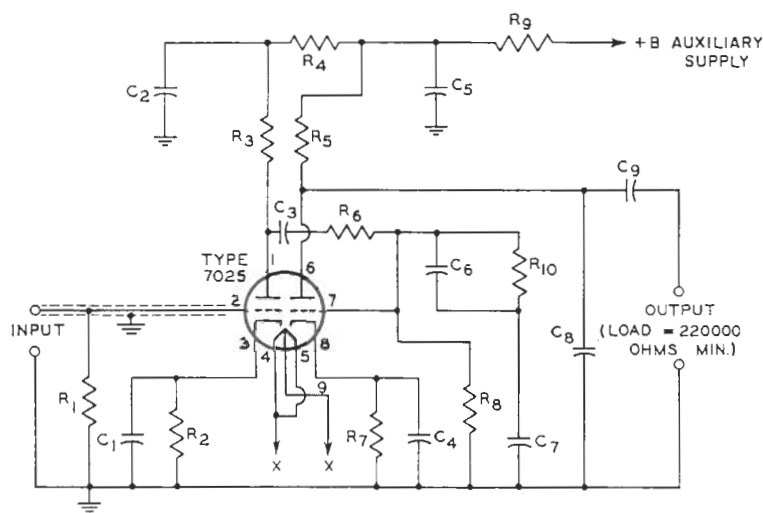 R9
+B AUXILIARY
SUPPLY
R4
C2
C5
R3
R5
C9
C3
R6
TYPE
7025
1
6
C6
R10
2
7
INPUT
OUTPUT
(LOAD = 220000
OHMS MIN.)
C8
3
4
5
8
9
R1
C1
R2
R7
C4
R8
C7
X
X